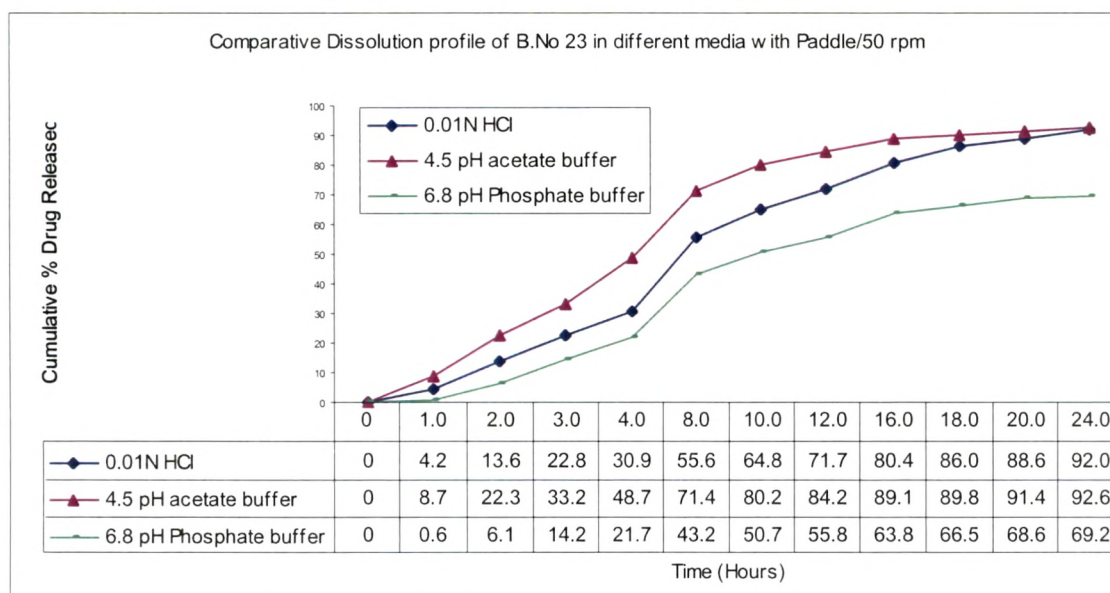 Comparative Dissolution profile of B.No 23 in different media with Paddle/50 rpm
Cumulative % Drug Releasec
100
90
80
70
60
50
40
30
20
10
0
0.01N HCl
4.5 pH acetate buffer
6.8 pH Phosphate buffer
0 1.0 2.0 3.0 4.0 8.0 10.0 12.0 16.0 18.0 20.0 24.0
0.01N HCl 0 4.2 13.6 22.8 30.9 55.6 64.8 71.7 80.4 86.0 88.6 92.0
4.5 pH acetate buffer 0 8.7 22.3 33.2 48.7 71.4 80.2 84.2 89.1 89.8 91.4 92.6
6.8 pH Phosphate buffer 0 0.6 6.1 14.2 21.7 43.2 50.7 55.8 63.8 66.5 68.6 69.2
Time (Hours)